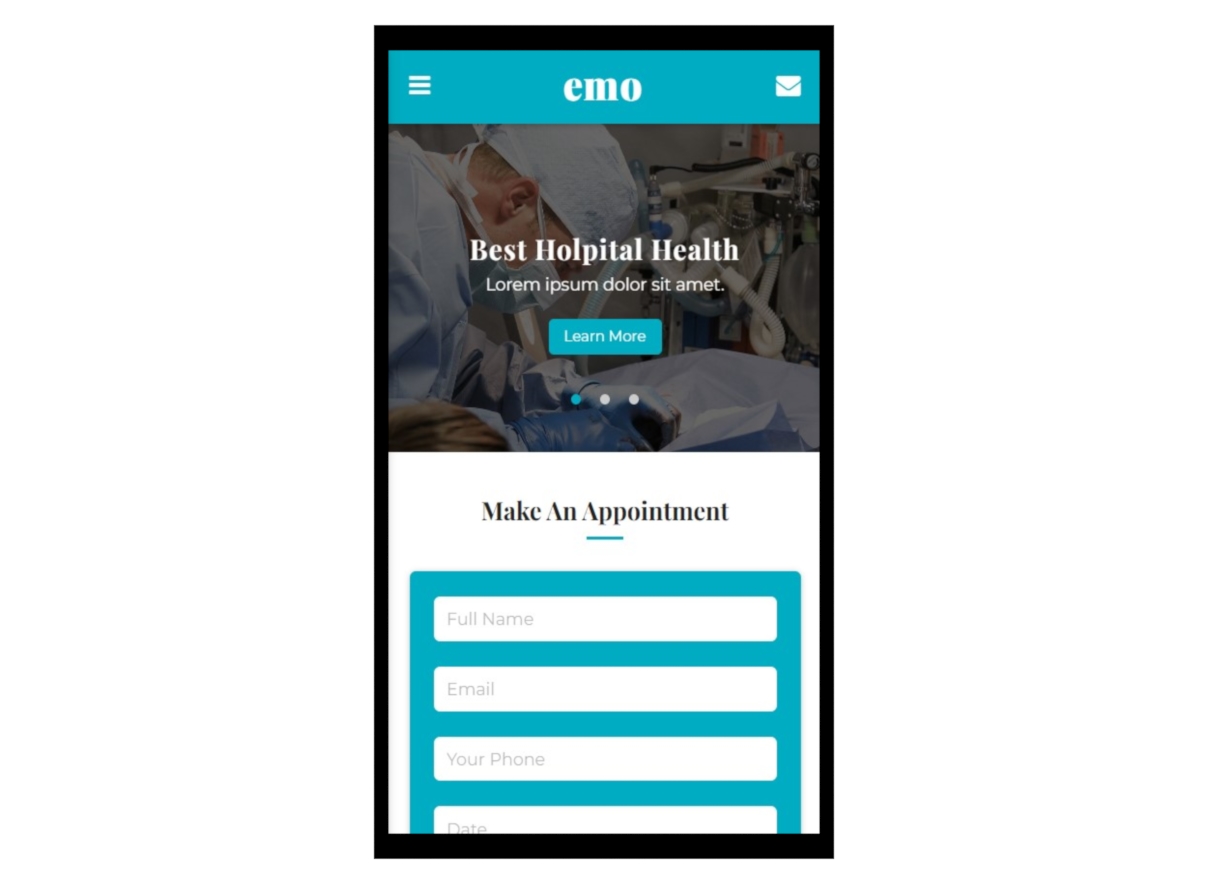 emo
Best Holpital Health
Lorem ipsum dolor sit amet.
Learn More
Make An Appointment
Full Name
Email
Your Phone
Date